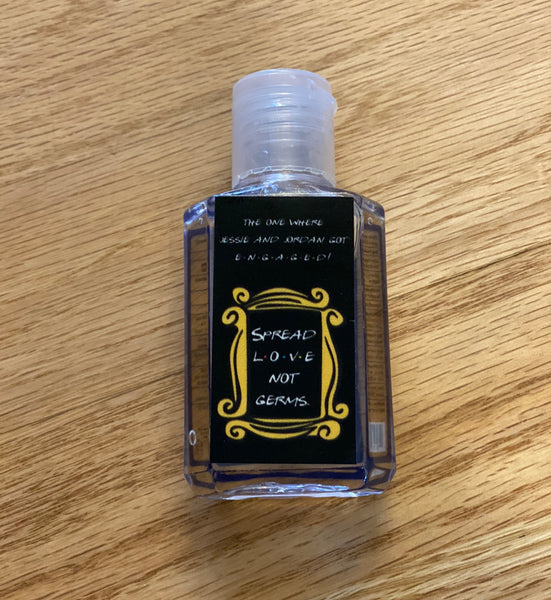 THE ONE WHERE
JESSIE AND JORDAN GOT
E·N·G·A·G·E·D!
SPREAD
L·O·V·E
NOT
GERMS.